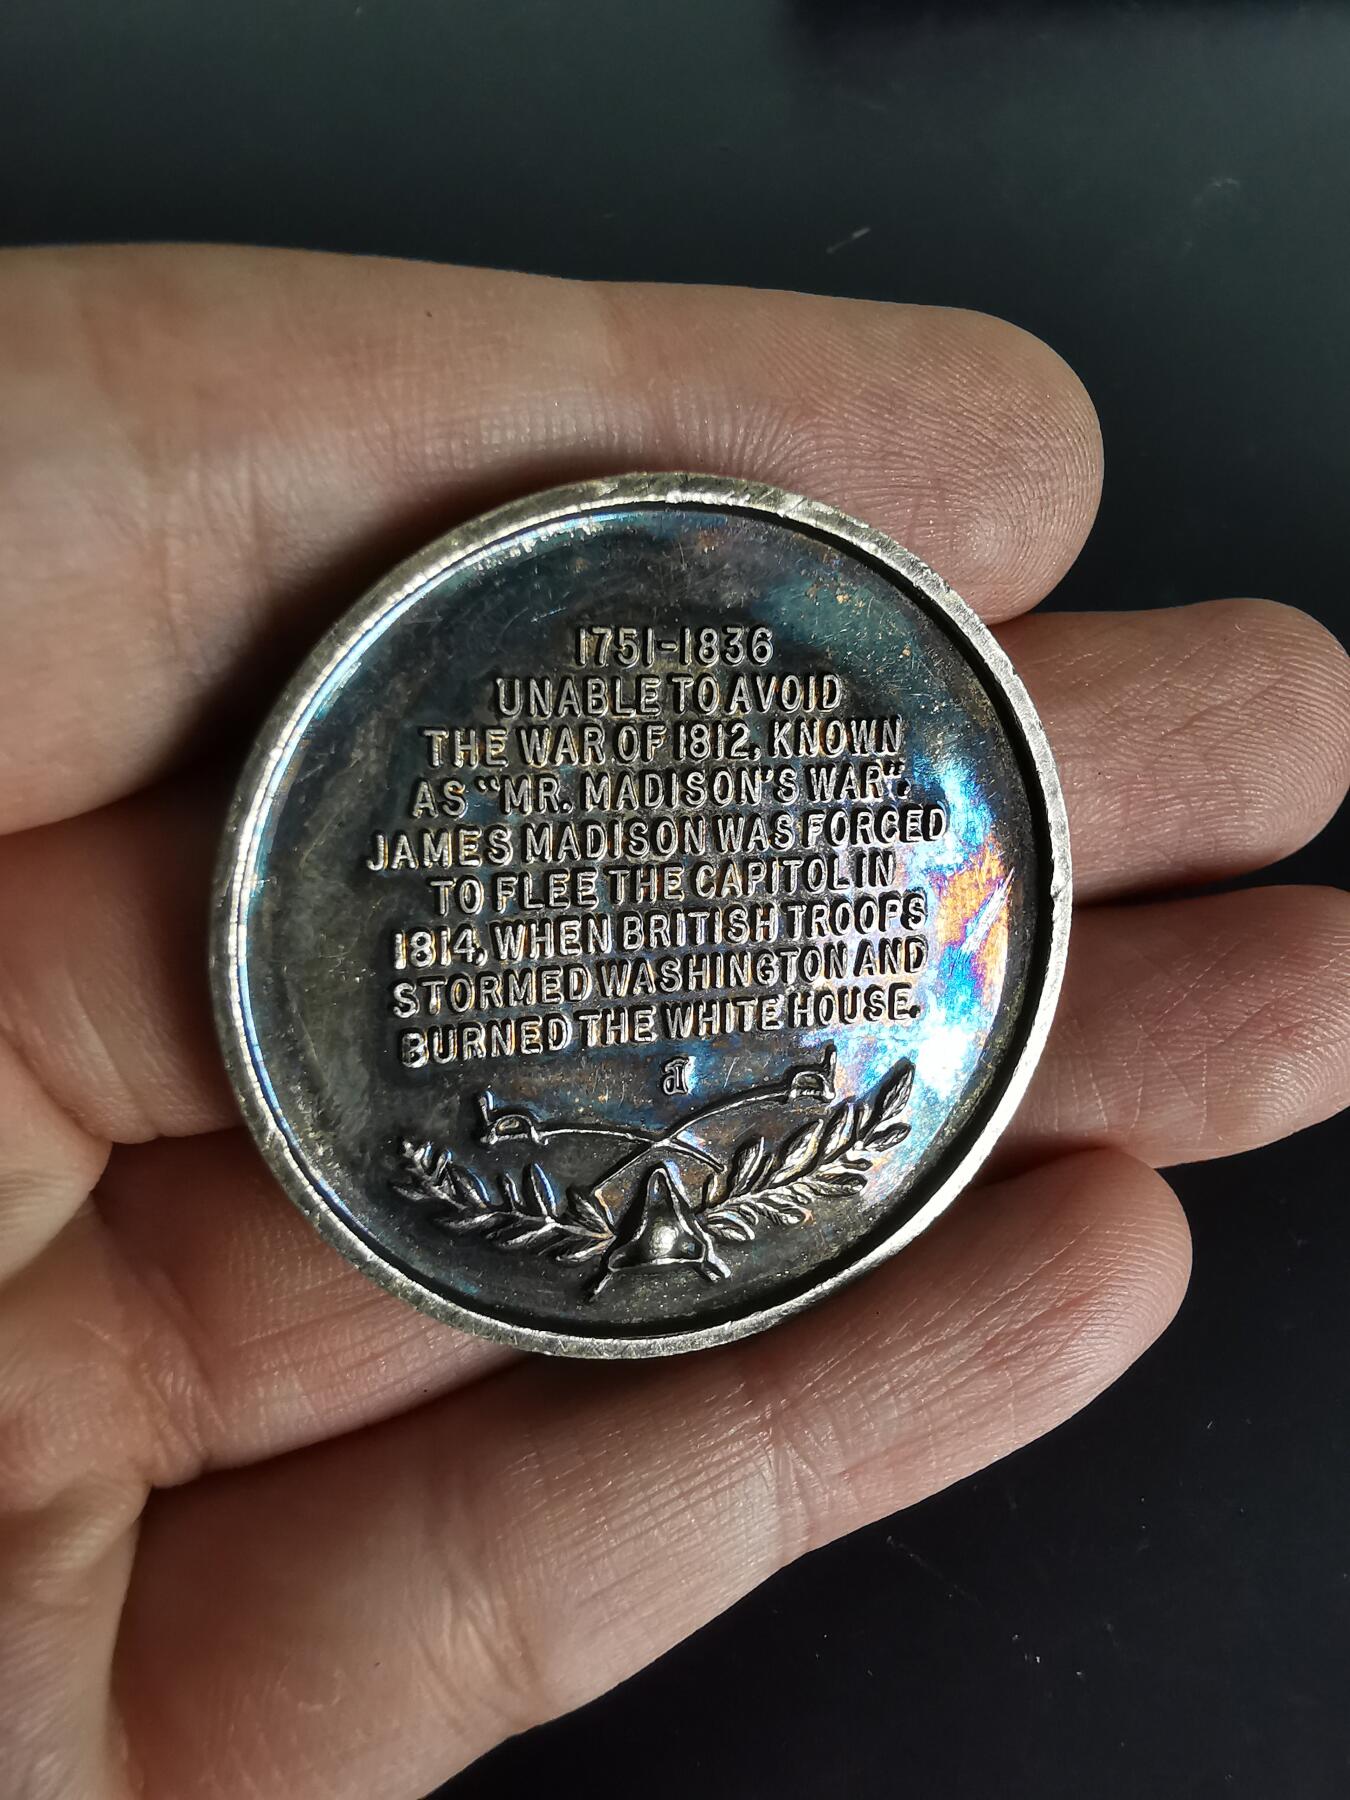 1751-1836
UNABLE TO AVOID
THE WAR OF 1812, KNOWN
AS "MR. MADISON'S WAR".
JAMES MADISON WAS FORCED
TO FLEE THE CAPITOL IN
1814, WHEN BRITISH TROOPS
STORMED WASHINGTON AND
BURNED THE WHITE HOUSE.